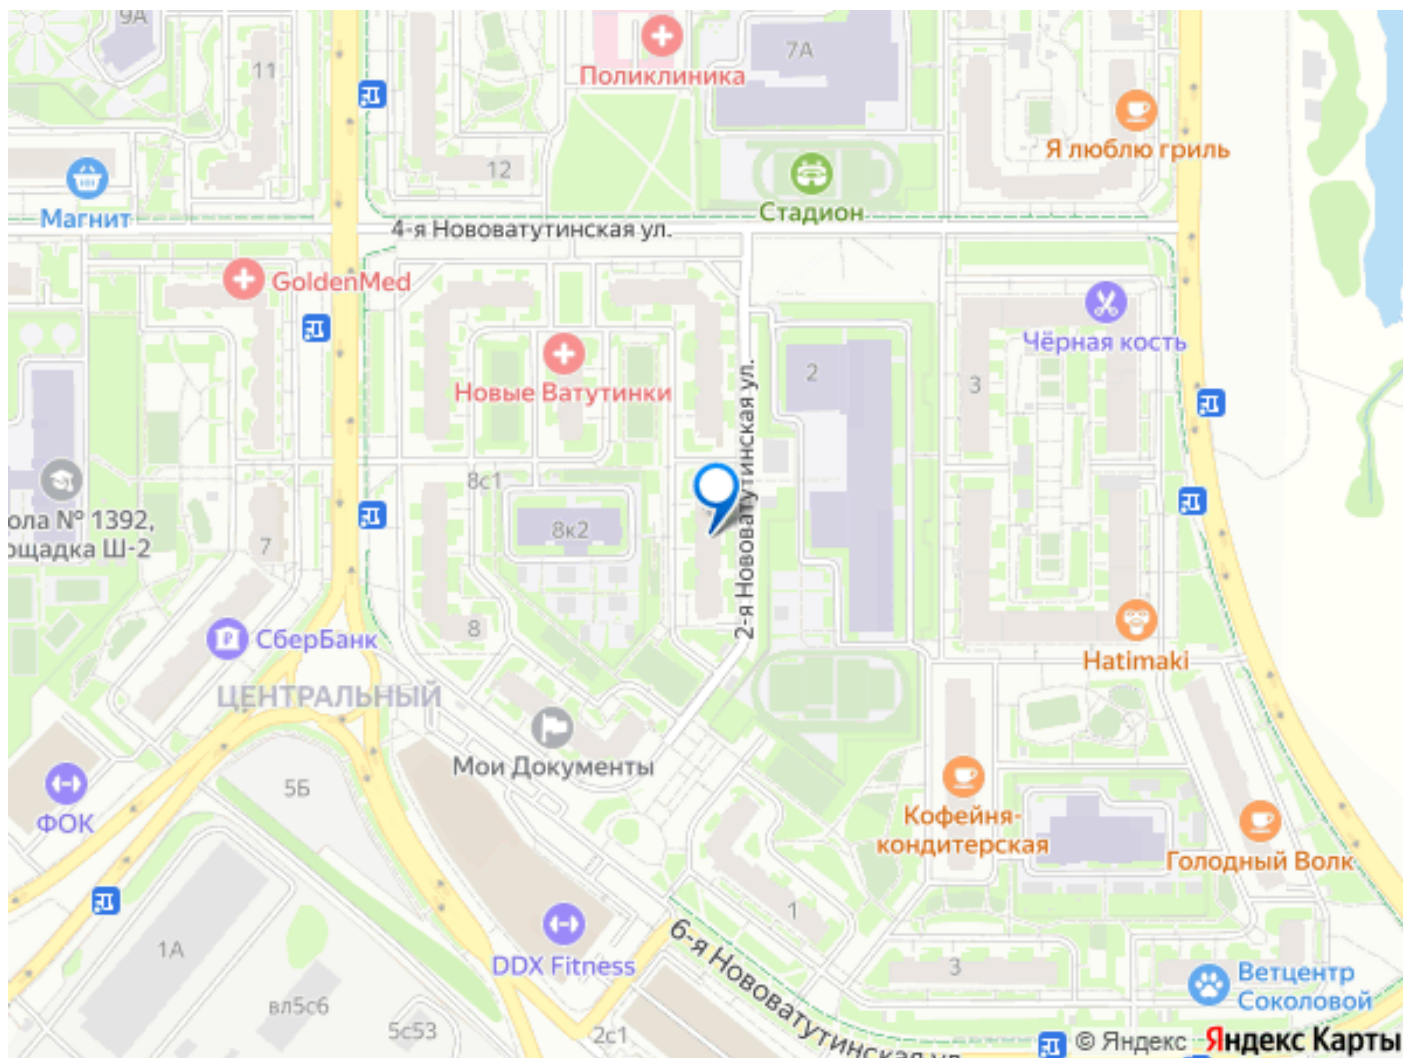 9А
11
Поликлиника
7А
Я люблю гриль
12
Магнит
Стадион
4-я Нововатутинская ул.
GoldenMed
Чёрная кость
Новые Ватутинки
2
3
2-я Нововатутинская ул.
8с1
8к2
ола № 1392,
ощадка Ш-2
7
8
СберБанк
Hatimaki
ЦЕНТРАЛЬНЫЙ
Мои Документы
5Б
ФОК
Кофейня-
кондитерская
Голодный Волк
1
1А
DDX Fitness
6-я Нововатутинская ул.
3
Ветцентр
Соколовой
вл5с6
5с53
2с1
© Яндекс Яндекс Карты